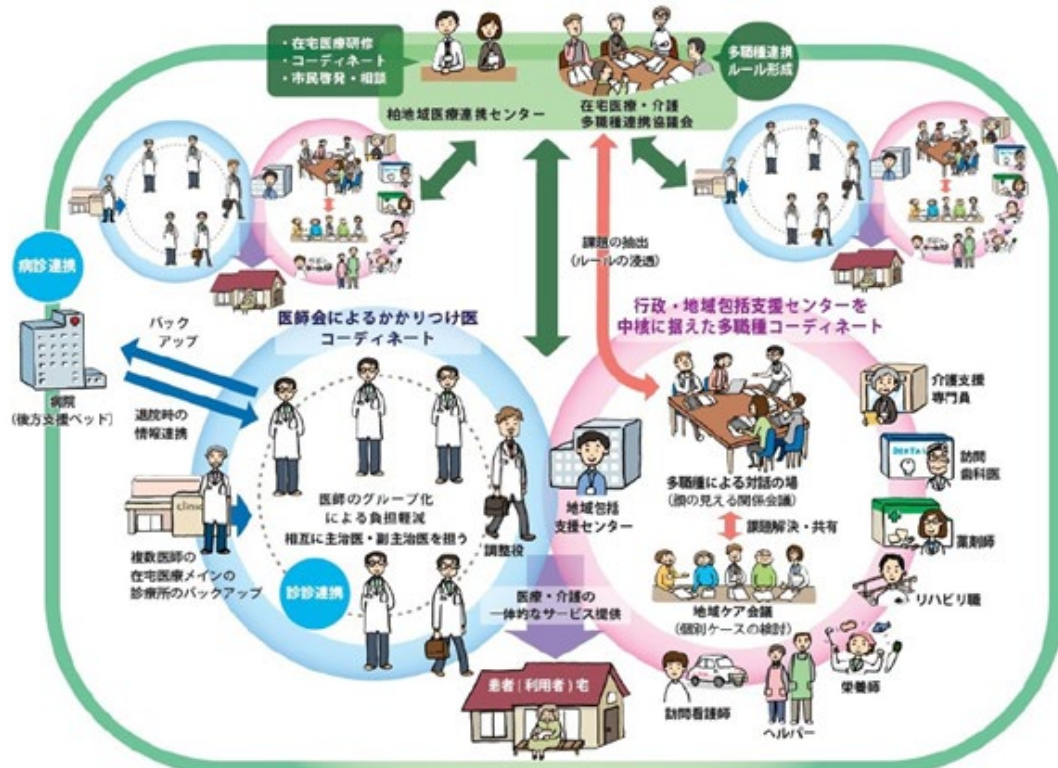 ・在宅医療研修
・コーディネート
・市民啓発・相談
多職種連携
ルール形成
柏地域医療連携センター
在宅医療・介護
多職種連携協議会
課題の抽出
(ルールの浸透)
病診連携
病院
(後方支援ベッド)
バック
アップ
退院時の
情報連携
医師会によるかかりつけ医
コーディネート
行政・地域包括支援センターを
中核に据えた多職種コーディネート
clinic
複数医師の
在宅医療メインの
診療所のバックアップ
医師のグループ化
による負担軽減
相互に主治医・副主治医を担う
診診連携
調整役
地域包括
支援センター
多職種による対話の場
(顔の見える関係会議)
課題解決・共有
地域ケア会議
(個別ケースの検討)
介護支援
専門員
DENTAL
訪問
歯科医
薬剤師
リハビリ職
栄養師
ヘルパー
訪問看護師
医療・介護の
一体的なサービス提供
患者(利用者)宅